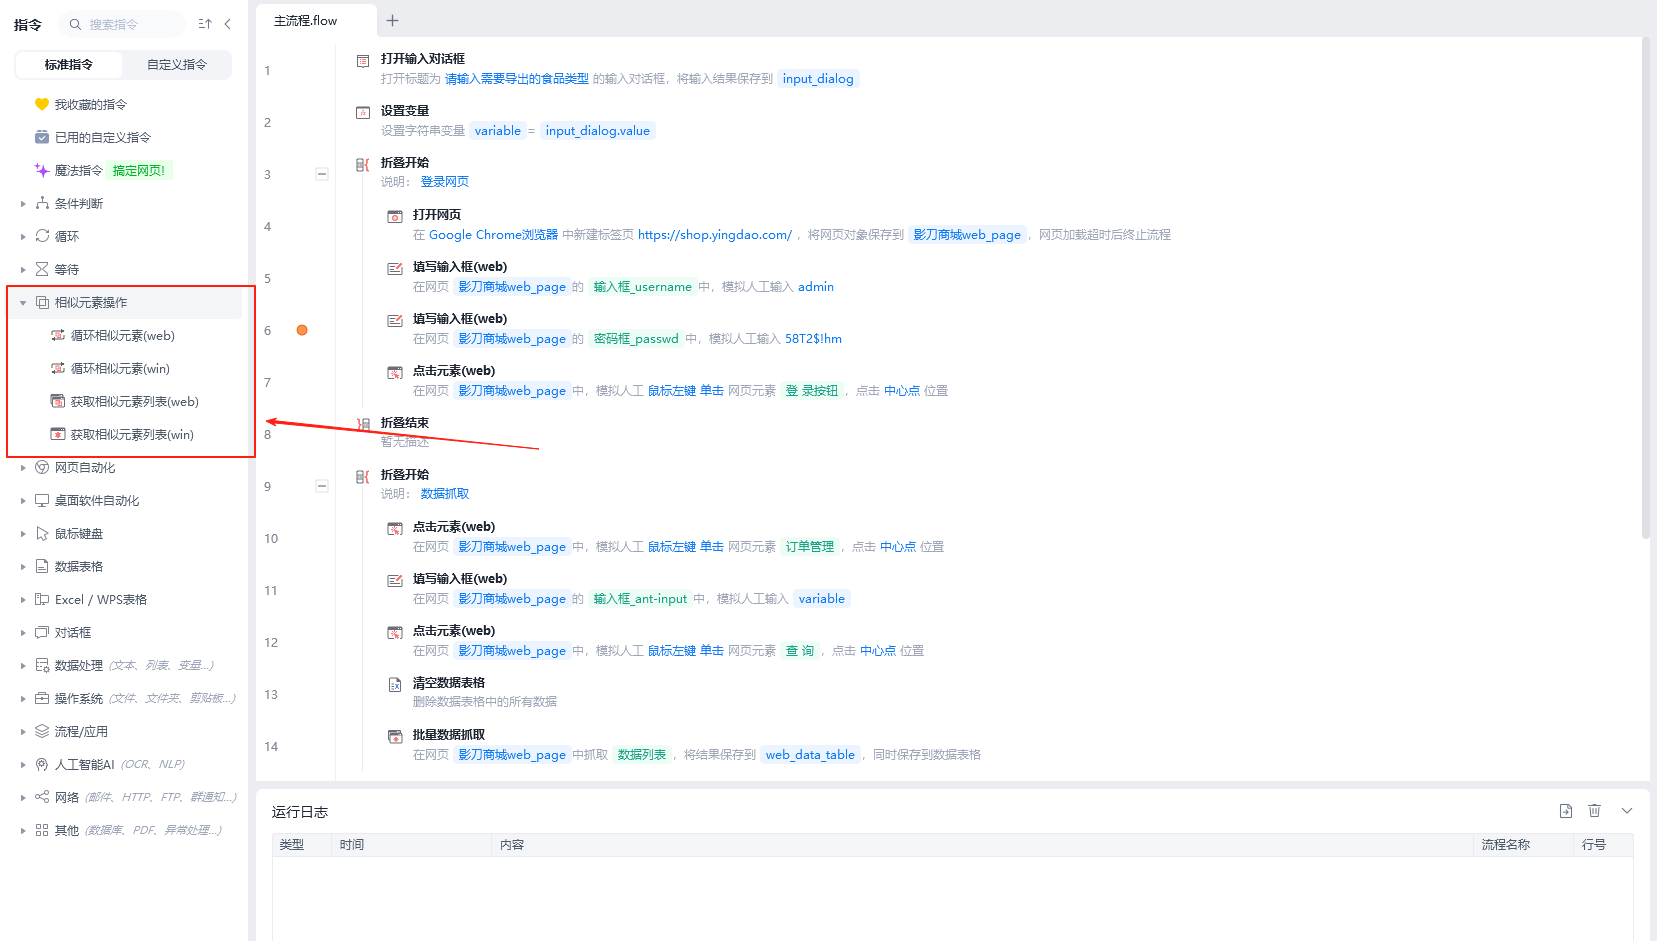 指令
搜索指令
标准指令
自定义指令
我收藏的指令
已用的自定义指令
魔法指令 搞定网页!
条件判断
循环
等待
相似元素操作
循环相似元素(web)
循环相似元素(win)
获取相似元素列表(web)
获取相似元素列表(win)
网页自动化
桌面软件自动化
鼠标键盘
数据表格
Excel / WPS表格
对话框
数据处理 (文本、列表、变量...)
操作系统 (文件、文件夹、剪贴板...)
流程/应用
人工智能AI (OCR、NLP)
网络 (邮件、HTTP、FTP、群通知...)
其他 (数据库、PDF、异常处理...)
主流程.flow
1
打开输入对话框
打开标题为 请输入需要导出的食品类型 的输入对话框，将输入结果保存到 input_dialog
2
设置变量
设置字符串变量 variable = input_dialog.value
3
折叠开始
说明： 登录网页
4
打开网页
在 Google Chrome浏览器 中新建标签页 https://shop.yingdao.com/ ，将网页对象保存到 影刀商城web_page ，网页加载超时后终止流程
5
填写输入框(web)
在网页 影刀商城web_page 的 输入框_username 中，模拟人工输入 admin
6
填写输入框(web)
在网页 影刀商城web_page 的 密码框_passwd 中，模拟人工输入 58T2$!hm
7
点击元素(web)
在网页 影刀商城web_page 中，模拟人工 鼠标左键 单击 网页元素 登 录按钮 ，点击 中心点 位置
8
折叠结束
暂无描述
9
折叠开始
说明： 数据抓取
10
点击元素(web)
在网页 影刀商城web_page 中，模拟人工 鼠标左键 单击 网页元素 订单管理 ，点击 中心点 位置
11
填写输入框(web)
在网页 影刀商城web_page 的 输入框_ant-input 中，模拟人工输入 variable
12
点击元素(web)
在网页 影刀商城web_page 中，模拟人工 鼠标左键 单击 网页元素 查 询 ，点击 中心点 位置
13
清空数据表格
删除数据表格中的所有数据
14
批量数据抓取
在网页 影刀商城web_page 中抓取 数据列表 ，将结果保存到 web_data_table ，同时保存到数据表格
运行日志
类型 时间 内容 流程名称 行号